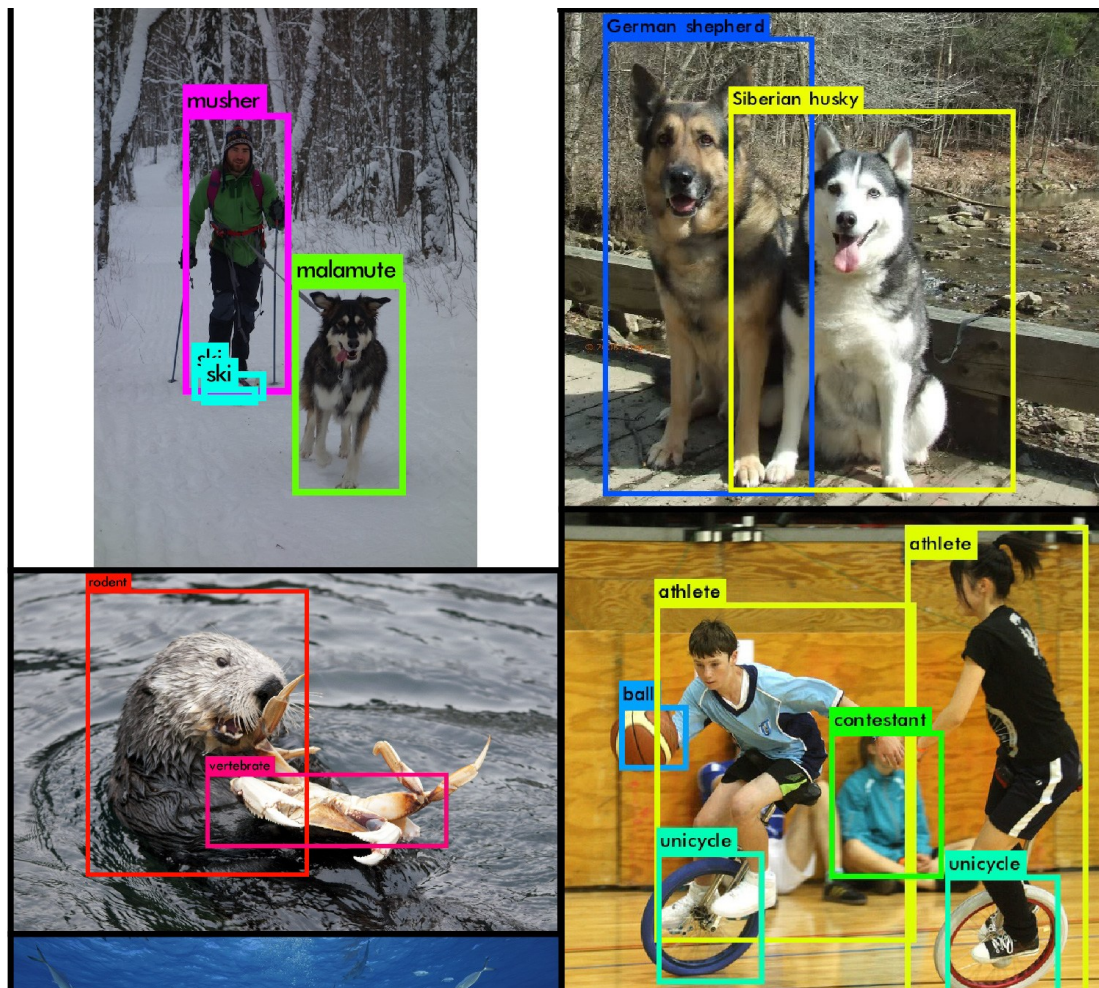 musher
malamute
ski
ski
German shepherd
Siberian husky
rodent
vertebrate
athlete
athlete
ball
contestant
unicycle
unicycle